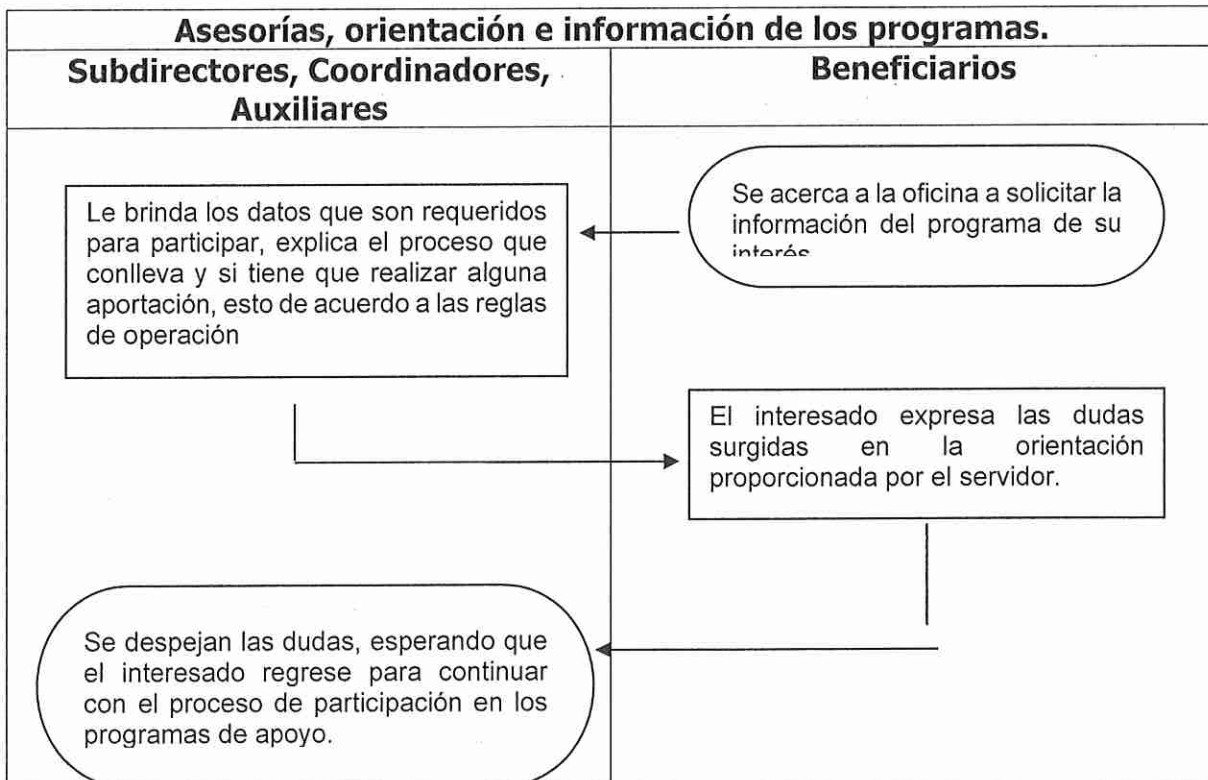 Asesorías, orientación e información de los programas.
Subdirectores, Coordinadores,
Auxiliares
Beneficiarios
Se acerca a la oficina a solicitar la
información del programa de su
interés
Le brinda los datos que son requeridos
para participar, explica el proceso que
conlleva y si tiene que realizar alguna
aportación, esto de acuerdo a las reglas
de operación
El interesado expresa las dudas
surgidas en la orientación
proporcionada por el servidor.
Se despejan las dudas, esperando que
el interesado regrese para continuar
con el proceso de participación en los
programas de apoyo.